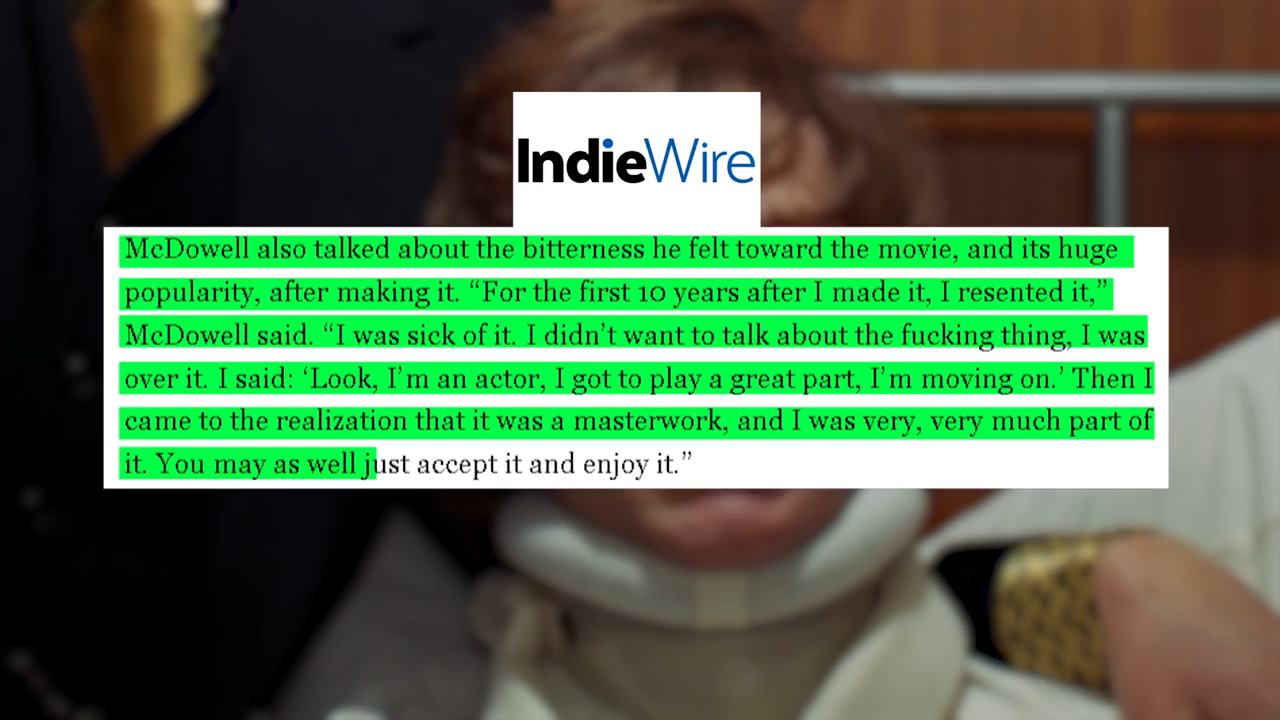 IndieWire
McDowell also talked about the bitterness he felt toward the movie, and its huge
popularity, after making it. “For the first 10 years after I made it, I resented it,”
McDowell said. “I was sick of it. I didn’t want to talk about the fucking thing, I was
over it. I said: ‘Look, I’m an actor, I got to play a great part, I’m moving on.’ Then I
came to the realization that it was a masterwork, and I was very, very much part of
it. You may as well just accept it and enjoy it.”